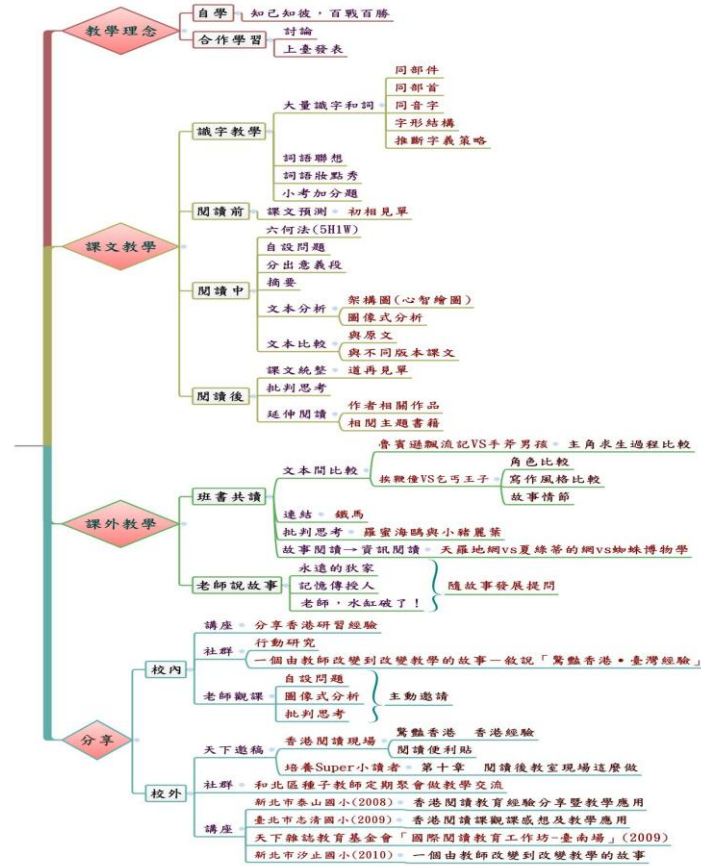 教學理念
自學
知己知彼，百戰百勝
合作學習
討論
上臺發表
課文教學
識字教學
大量識字和詞
同部件
同部首
同音字
字形結構
推斷字義策略
詞語聯想
詞語妝點秀
小考加分題
閱讀前
課文預測
初相見單
閱讀中
六何法(5H1W)
自設問題
分出意義段
摘要
文本分析
架構圖(心智繪圖)
圖像式分析
文本比較
與原文
與不同版本課文
閱讀後
課文統整
道再見單
批判思考
延伸閱讀
作者相關作品
相關主題書籍
課外教學
班書共讀
文本間比較
魯賓遜飄流記VS手斧男孩
主角求生過程比較
挨鞭僮VS乞丐王子
角色比較
寫作風格比較
故事情節
連結
鐵馬
批判思考
羅蜜海鷗與小豬麗葉
故事閱讀→資訊閱讀
天羅地網vs夏綠蒂的網vs蜘蛛博物學
老師說故事
永遠的狄家
記憶傳授人
老師，水缸破了！
隨故事發展提問
分享
校內
講座
分享香港研習經驗
社群
行動研究
一個由教師改變到改變教學的故事－敘說「驚豔香港•臺灣經驗」
老師觀課
自設問題
圖像式分析
批判思考
主動邀請
校外
天下邀稿
香港閱讀現場
驚豔香港 香港經驗
閱讀便利貼
培養Super小讀者
第十章 閱讀後教室現場這麼做
社群
和北區種子教師定期聚會做教學交流
講座
新北市泰山國小(2008)
香港閱讀教育經驗分享暨教學應用
臺北市志清國小(2009)
香港閱讀課觀課感想及教學應用
天下雜誌教育基金會「國際閱讀教育工作坊-臺南場」(2009)
新北市汐止國小(2010)
一個由教師改變到改變教學的故事